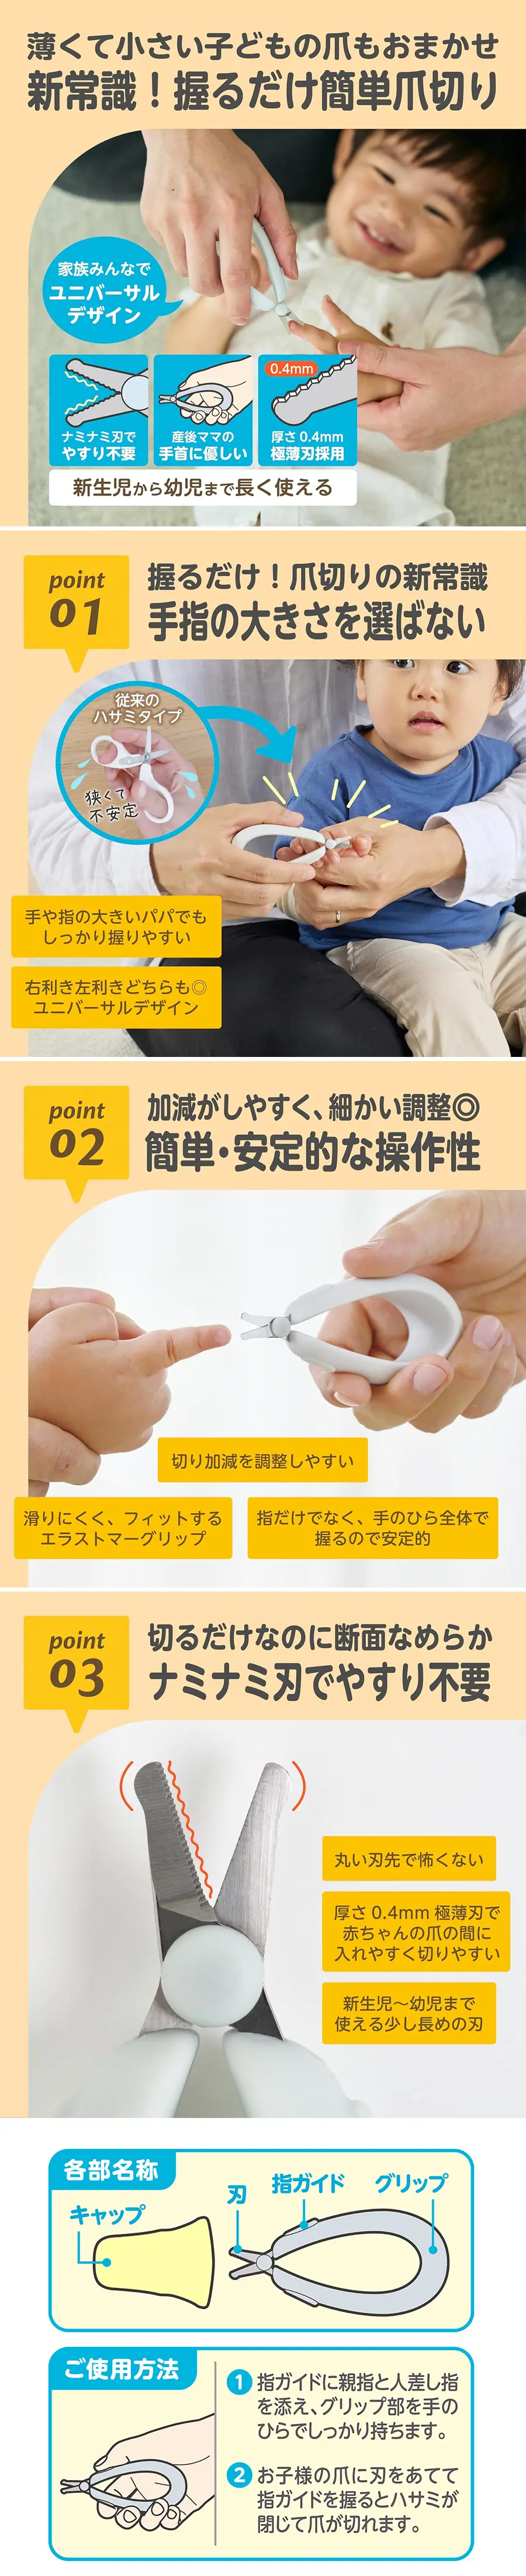 薄くて小さい子どもの爪もおまかせ
新常識！握るだけ簡単爪切り
家族みんなで
ユニバーサル
デザイン
ナミナミ刃で
やすり不要
産後ママの
手首に優しい
0.4mm
厚さ 0.4mm
極薄刃採用
新生児から幼児まで長く使える
point
01
握るだけ！爪切りの新常識
手指の大きさを選ばない
従来の
ハサミタイプ
狭くて
不安定
手や指の大きいパパでも
しっかり握りやすい
右利き左利きどちらも◎
ユニバーサルデザイン
point
02
加減がしやすく、細かい調整◎
簡単・安定的な操作性
切り加減を調整しやすい
滑りにくく、フィットする
エラストマーグリップ
指だけでなく、手のひら全体で
握るので安定的
point
03
切るだけなのに断面なめらか
ナミナミ刃でやすり不要
丸い刃先で怖くない
厚さ 0.4mm 極薄刃で
赤ちゃんの爪の間に
入れやすく切りやすい
新生児～幼児まで
使える少し長めの刃
各部名称
キャップ
刃
指ガイド
グリップ
ご使用方法
1 指ガイドに親指と人差し指
を添え、グリップ部を手の
ひらでしっかり持ちます。
2 お子様の爪に刃をあてて
指ガイドを握るとハサミが
閉じて爪が切れます。